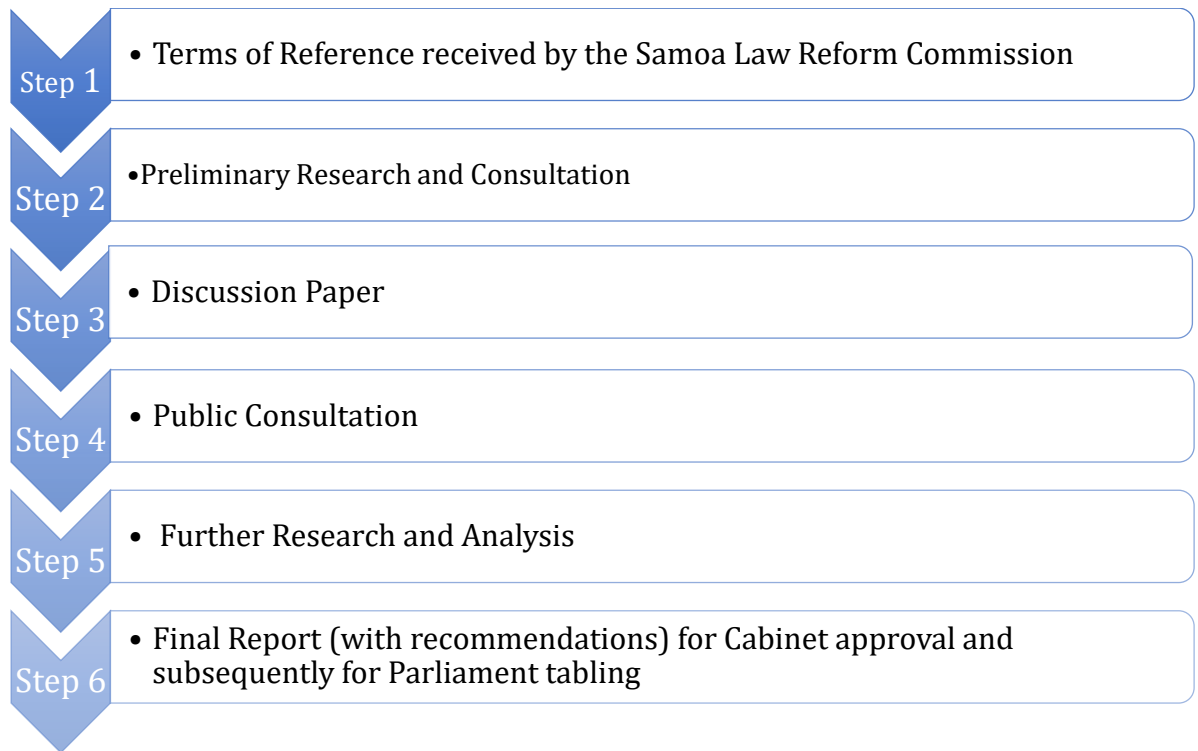 Step 1
• Terms of Reference received by the Samoa Law Reform Commission
Step 2
•Preliminary Research and Consultation
Step 3
• Discussion Paper
Step 4
• Public Consultation
Step 5
• Further Research and Analysis
Step 6
• Final Report (with recommendations) for Cabinet approval and
subsequently for Parliament tabling